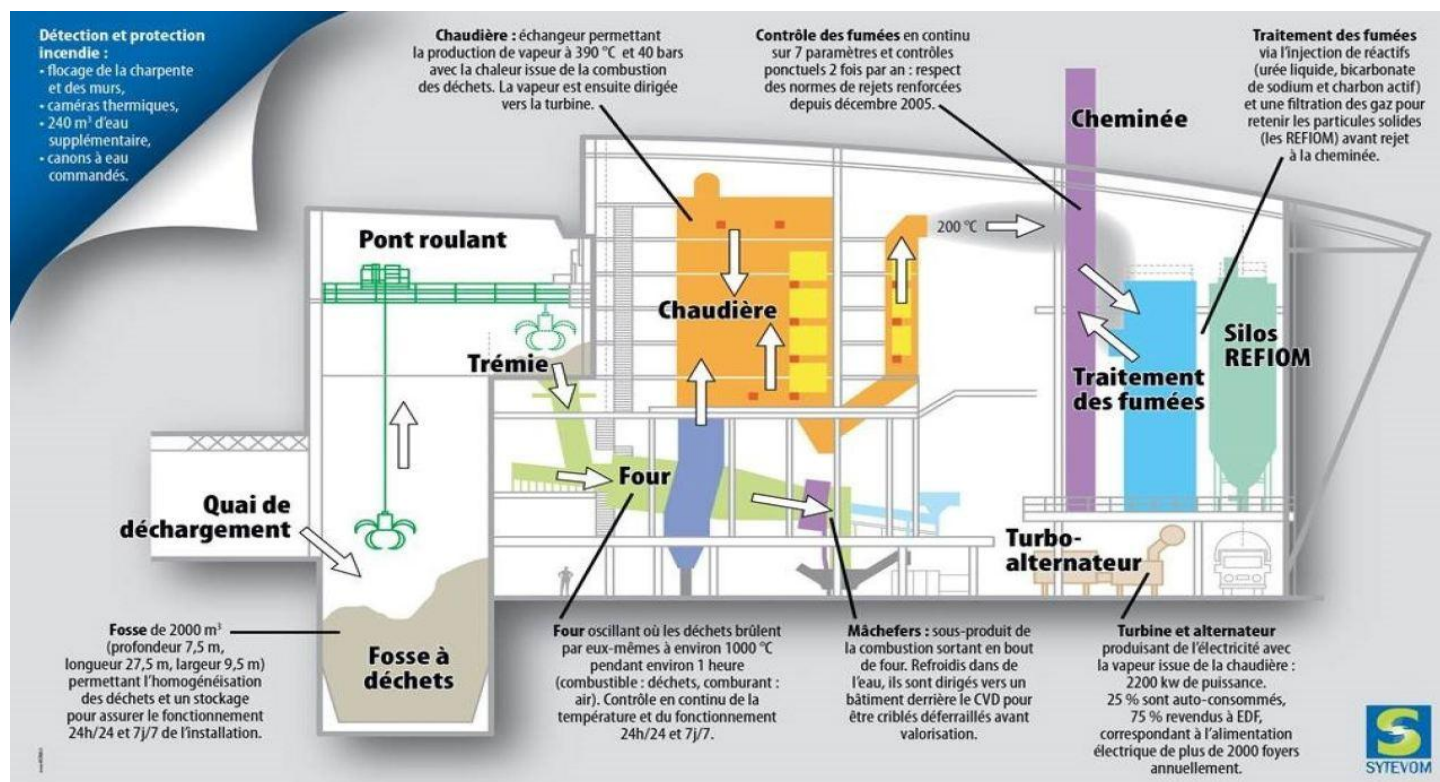 Détection et protection
incendie :
• flocage de la charpente
et des murs,
• caméras thermiques,
• 240 m³ d'eau
supplémentaire,
• canons à eau
commandés.
Chaudière : échangeur permettant
la production de vapeur à 390 °C et 40 bars
avec la chaleur issue de la combustion
des déchets. La vapeur est ensuite dirigée
vers la turbine.
Contrôle des fumées en continu
sur 7 paramètres et contrôles
ponctuels 2 fois par an : respect
des normes de rejets renforcées
depuis décembre 2005.
Traitement des fumées
via l'injection de réactifs
(urée liquide, bicarbonate
de sodium et charbon actif)
et une filtration des gaz pour
retenir les particules solides
(les REFIOM) avant rejet
à la cheminée.
Cheminée
Pont roulant
200 °C
Chaudière
Trémie
Silos
REFIOM
Traitement
des fumées
Four
Quai de
déchargement
Turbo-
alternateur
Fosse à
déchets
Fosse de 2000 m³
(profondeur 7,5 m,
longueur 27,5 m, largeur 9,5 m)
permettant l'homogénéisation
des déchets et un stockage
pour assurer le fonctionnement
24h/24 et 7j/7 de l'installation.
Four oscillant où les déchets brûlent
par eux-mêmes à environ 1000 °C
pendant environ 1 heure
(combustible : déchets, comburant :
air). Contrôle en continu de la
température et du fonctionnement
24h/24 et 7j/7.
Mâchefers : sous-produit de
la combustion sortant en bout
de four. Refroidis dans de
l'eau, ils sont dirigés vers un
bâtiment derrière le CVD pour
être criblés déferraillés avant
valorisation.
Turbine et alternateur
produisant de l'électricité avec
la vapeur issue de la chaudière :
2200 kw de puissance.
25 % sont auto-consommés,
75 % revendus à EDF,
correspondant à l'alimentation
électrique de plus de 2000 foyers
annuellement.
SYTEVOM